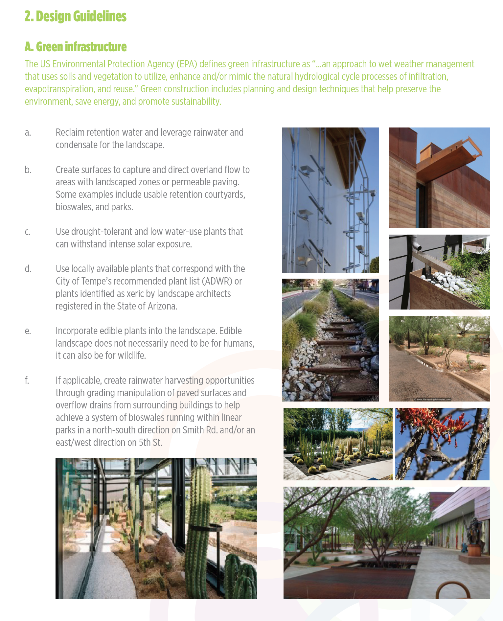 2. Design Guidelines
A. Green infrastructure
The US Environmental Protection Agency (EPA) defines green infrastructure as "...an approach to wet weather management
that uses soils and vegetation to utilize, enhance and/or mimic the natural hydrological cycle processes of infiltration,
evapotranspiration, and reuse." Green construction includes planning and design techniques that help preserve the
environment, save energy, and promote sustainability.
a. Reclaim retention water and leverage rainwater and
condensate for the landscape.
b. Create surfaces to capture and direct overland flow to
areas with landscaped zones or permeable paving.
Some examples include usable retention courtyards,
bioswales, and parks.
c. Use drought-tolerant and low water-use plants that
can withstand intense solar exposure.
d. Use locally available plants that correspond with the
City of Tempe's recommended plant list (ADWR) or
plants identified as xeric by landscape architects
registered in the State of Arizona.
e. Incorporate edible plants into the landscape. Edible
landscape does not necessarily need to be for humans,
it can also be for wildlife.
f. If applicable, create rainwater harvesting opportunities
through grading manipulation of paved surfaces and
overflow drains from surrounding buildings to help
achieve a system of bioswales running within linear
parks in a north-south direction on Smith Rd. and/or an
east/west direction on 5th St.